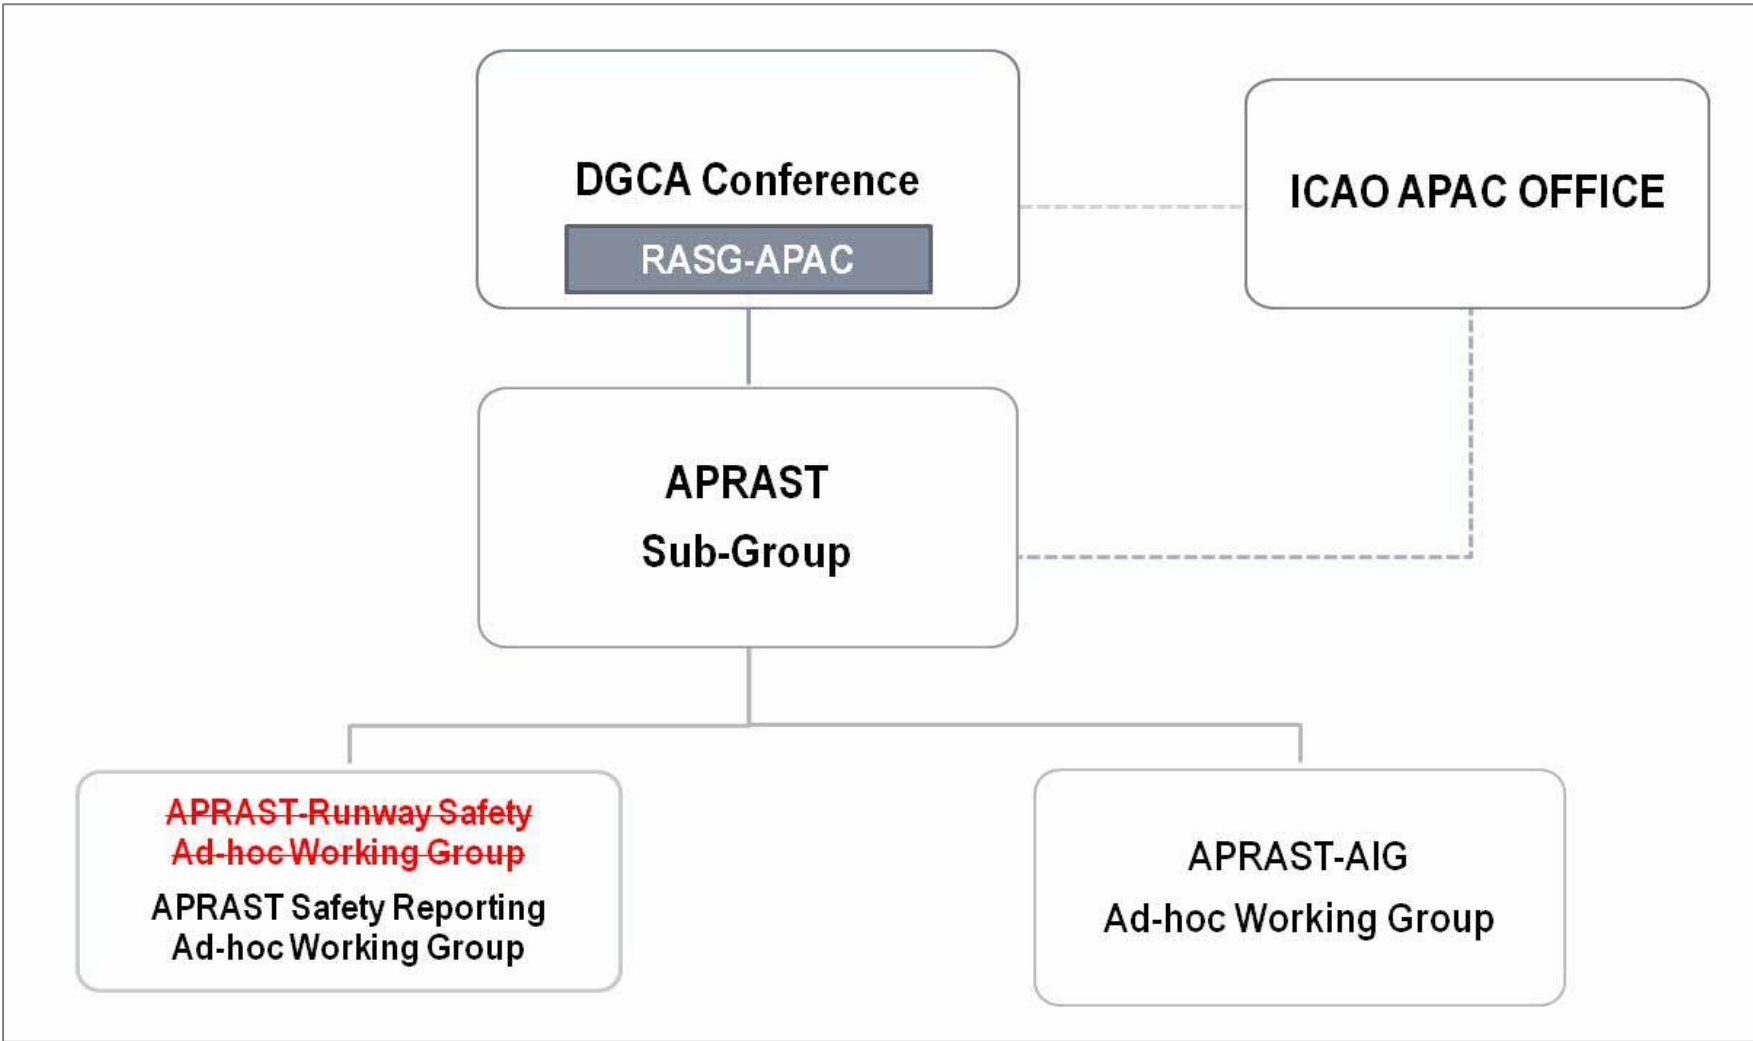 DGCA Conference
RASG-APAC
ICAO APAC OFFICE
APRAST
Sub-Group
APRAST-Runway Safety
Ad-hoc Working Group
APRAST Safety Reporting
Ad-hoc Working Group
APRAST-AIG
Ad-hoc Working Group